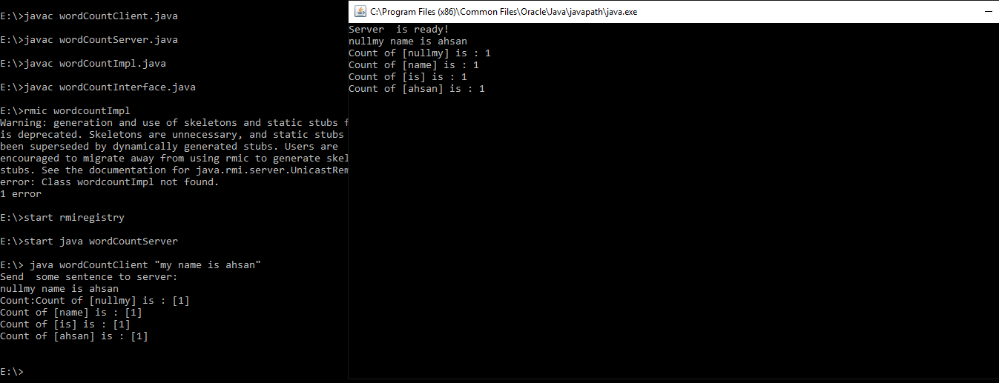 E:\>javac wordCountClient.java
E:\>javac wordCountServer.java
E:\>javac wordCountImpl.java
E:\>javac wordCountInterface.java
E:\>rmic wordcountImpl
Warning: generation and use of skeletons and static stubs f
is deprecated. Skeletons are unnecessary, and static stubs
been superseded by dynamically generated stubs. Users are
encouraged to migrate away from using rmic to generate skel
stubs. See the documentation for java.rmi.server.UnicastRem
error: Class wordcountImpl not found.
1 error
E:\>start rmiregistry
E:\>start java wordCountServer
E:\> java wordCountClient "my name is ahsan"
Send  some sentence to server:
nullmy name is ahsan
Count:Count of [nullmy] is : [1]
Count of [name] is : [1]
Count of [is] is : [1]
Count of [ahsan] is : [1]
E:\>
C:\Program Files (x86)\Common Files\Oracle\Java\javapath\java.exe
Server  is ready!
nullmy name is ahsan
Count of [nullmy] is : 1
Count of [name] is : 1
Count of [is] is : 1
Count of [ahsan] is : 1